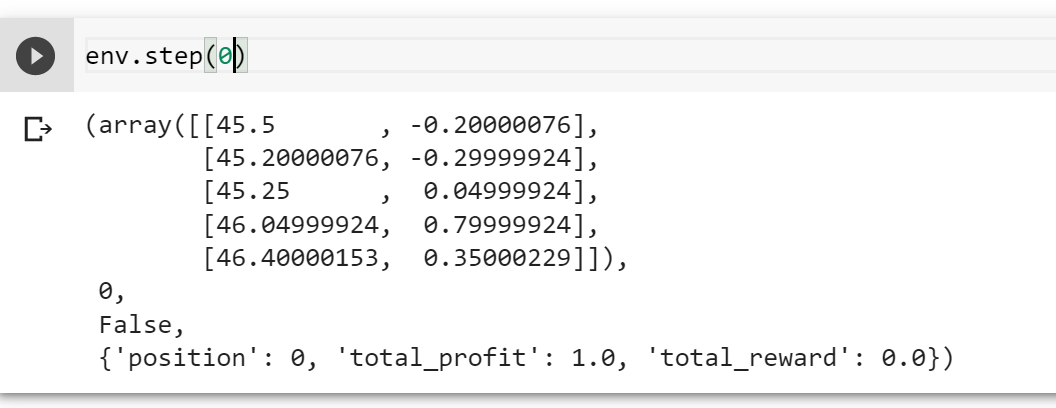 env.step(0)
(array([[45.5       , -0.20000076],
        [45.20000076, -0.29999924],
        [45.25      ,  0.04999924],
        [46.04999924,  0.79999924],
        [46.40000153,  0.35000229]]),
 0,
 False,
 {'position': 0, 'total_profit': 1.0, 'total_reward': 0.0})